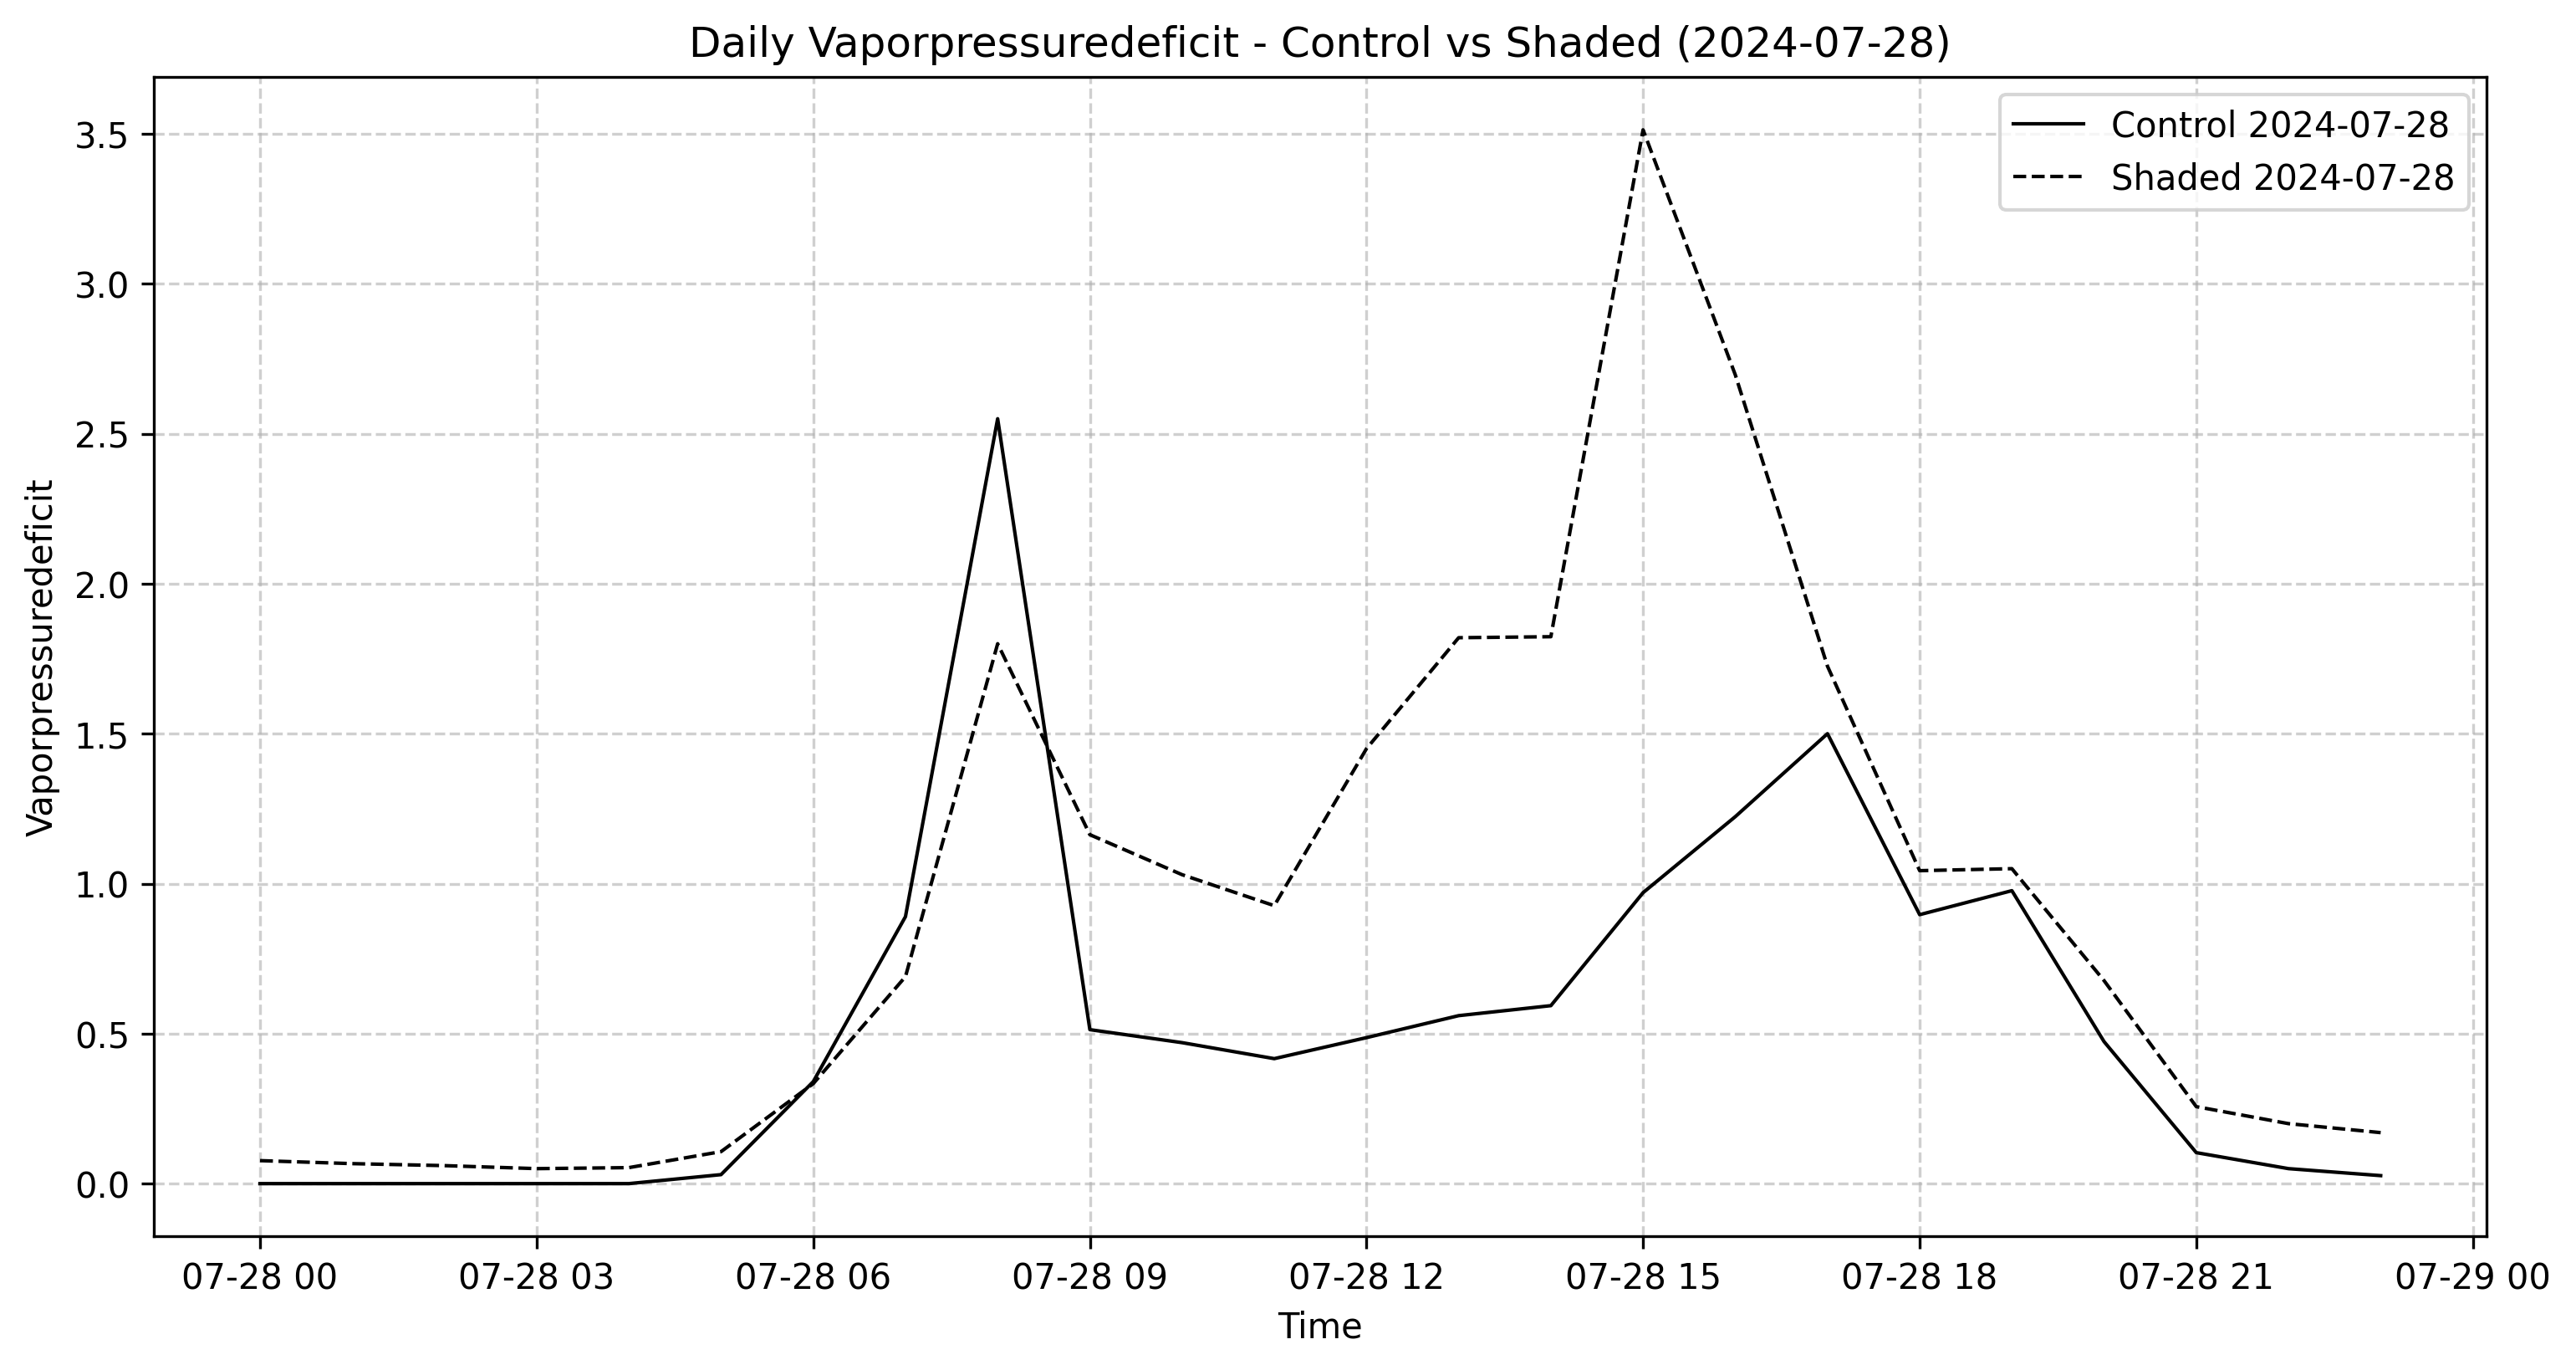 Daily Vaporpressuredeficit - Control vs Shaded (2024-07-28)
Control 2024-07-28
Shaded 2024-07-28
3.5
3.0
2.5
2.0
1.5
1.0
0.5
0.0
Vaporpressuredeficit
07-28 00 07-28 03 07-28 06 07-28 09 07-28 12 07-28 15 07-28 18 07-28 21 07-29 00
Time